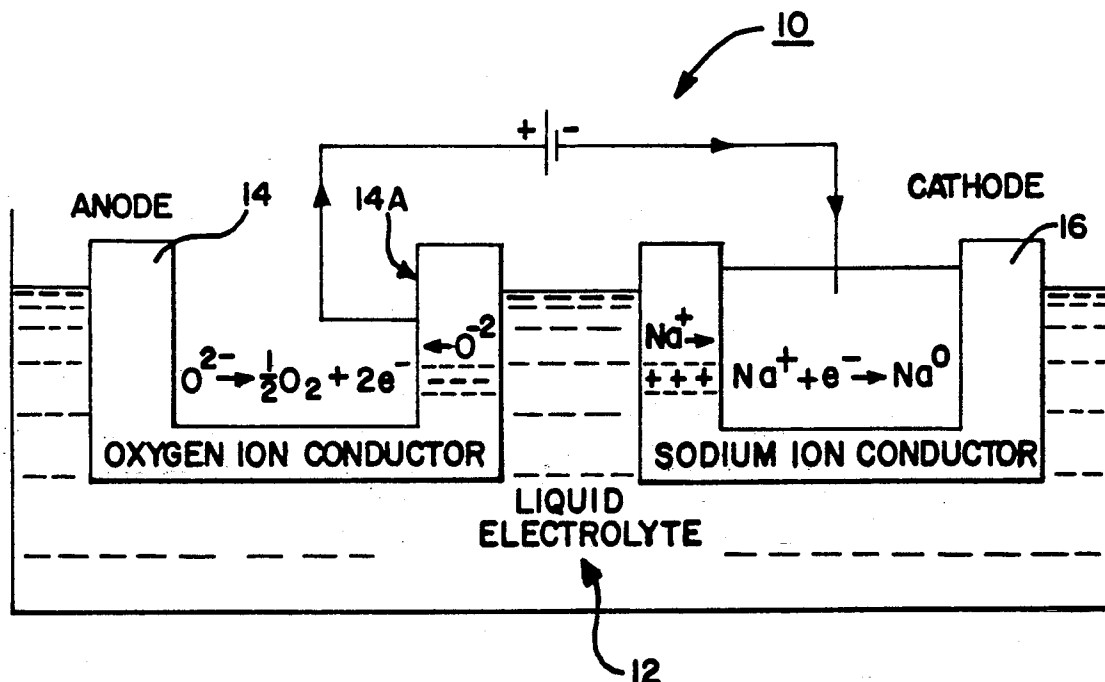 10
+ -
ANODE
14
14A
CATHODE
16
←O⁻²
Na⁺→
O²⁻→½O₂+2e⁻
--- 
+++
Na⁺+e⁻→Na⁰
OXYGEN ION CONDUCTOR
SODIUM ION CONDUCTOR
LIQUID
ELECTROLYTE
12